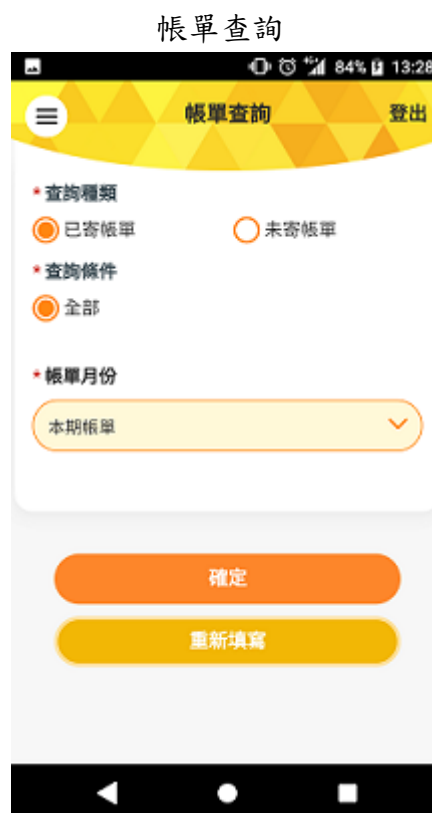 帳單查詢
84% 13:28
帳單查詢 登出
* 查詢種類
已寄帳單 未寄帳單
* 查詢條件
全部
* 帳單月份
本期帳單
確定
重新填寫